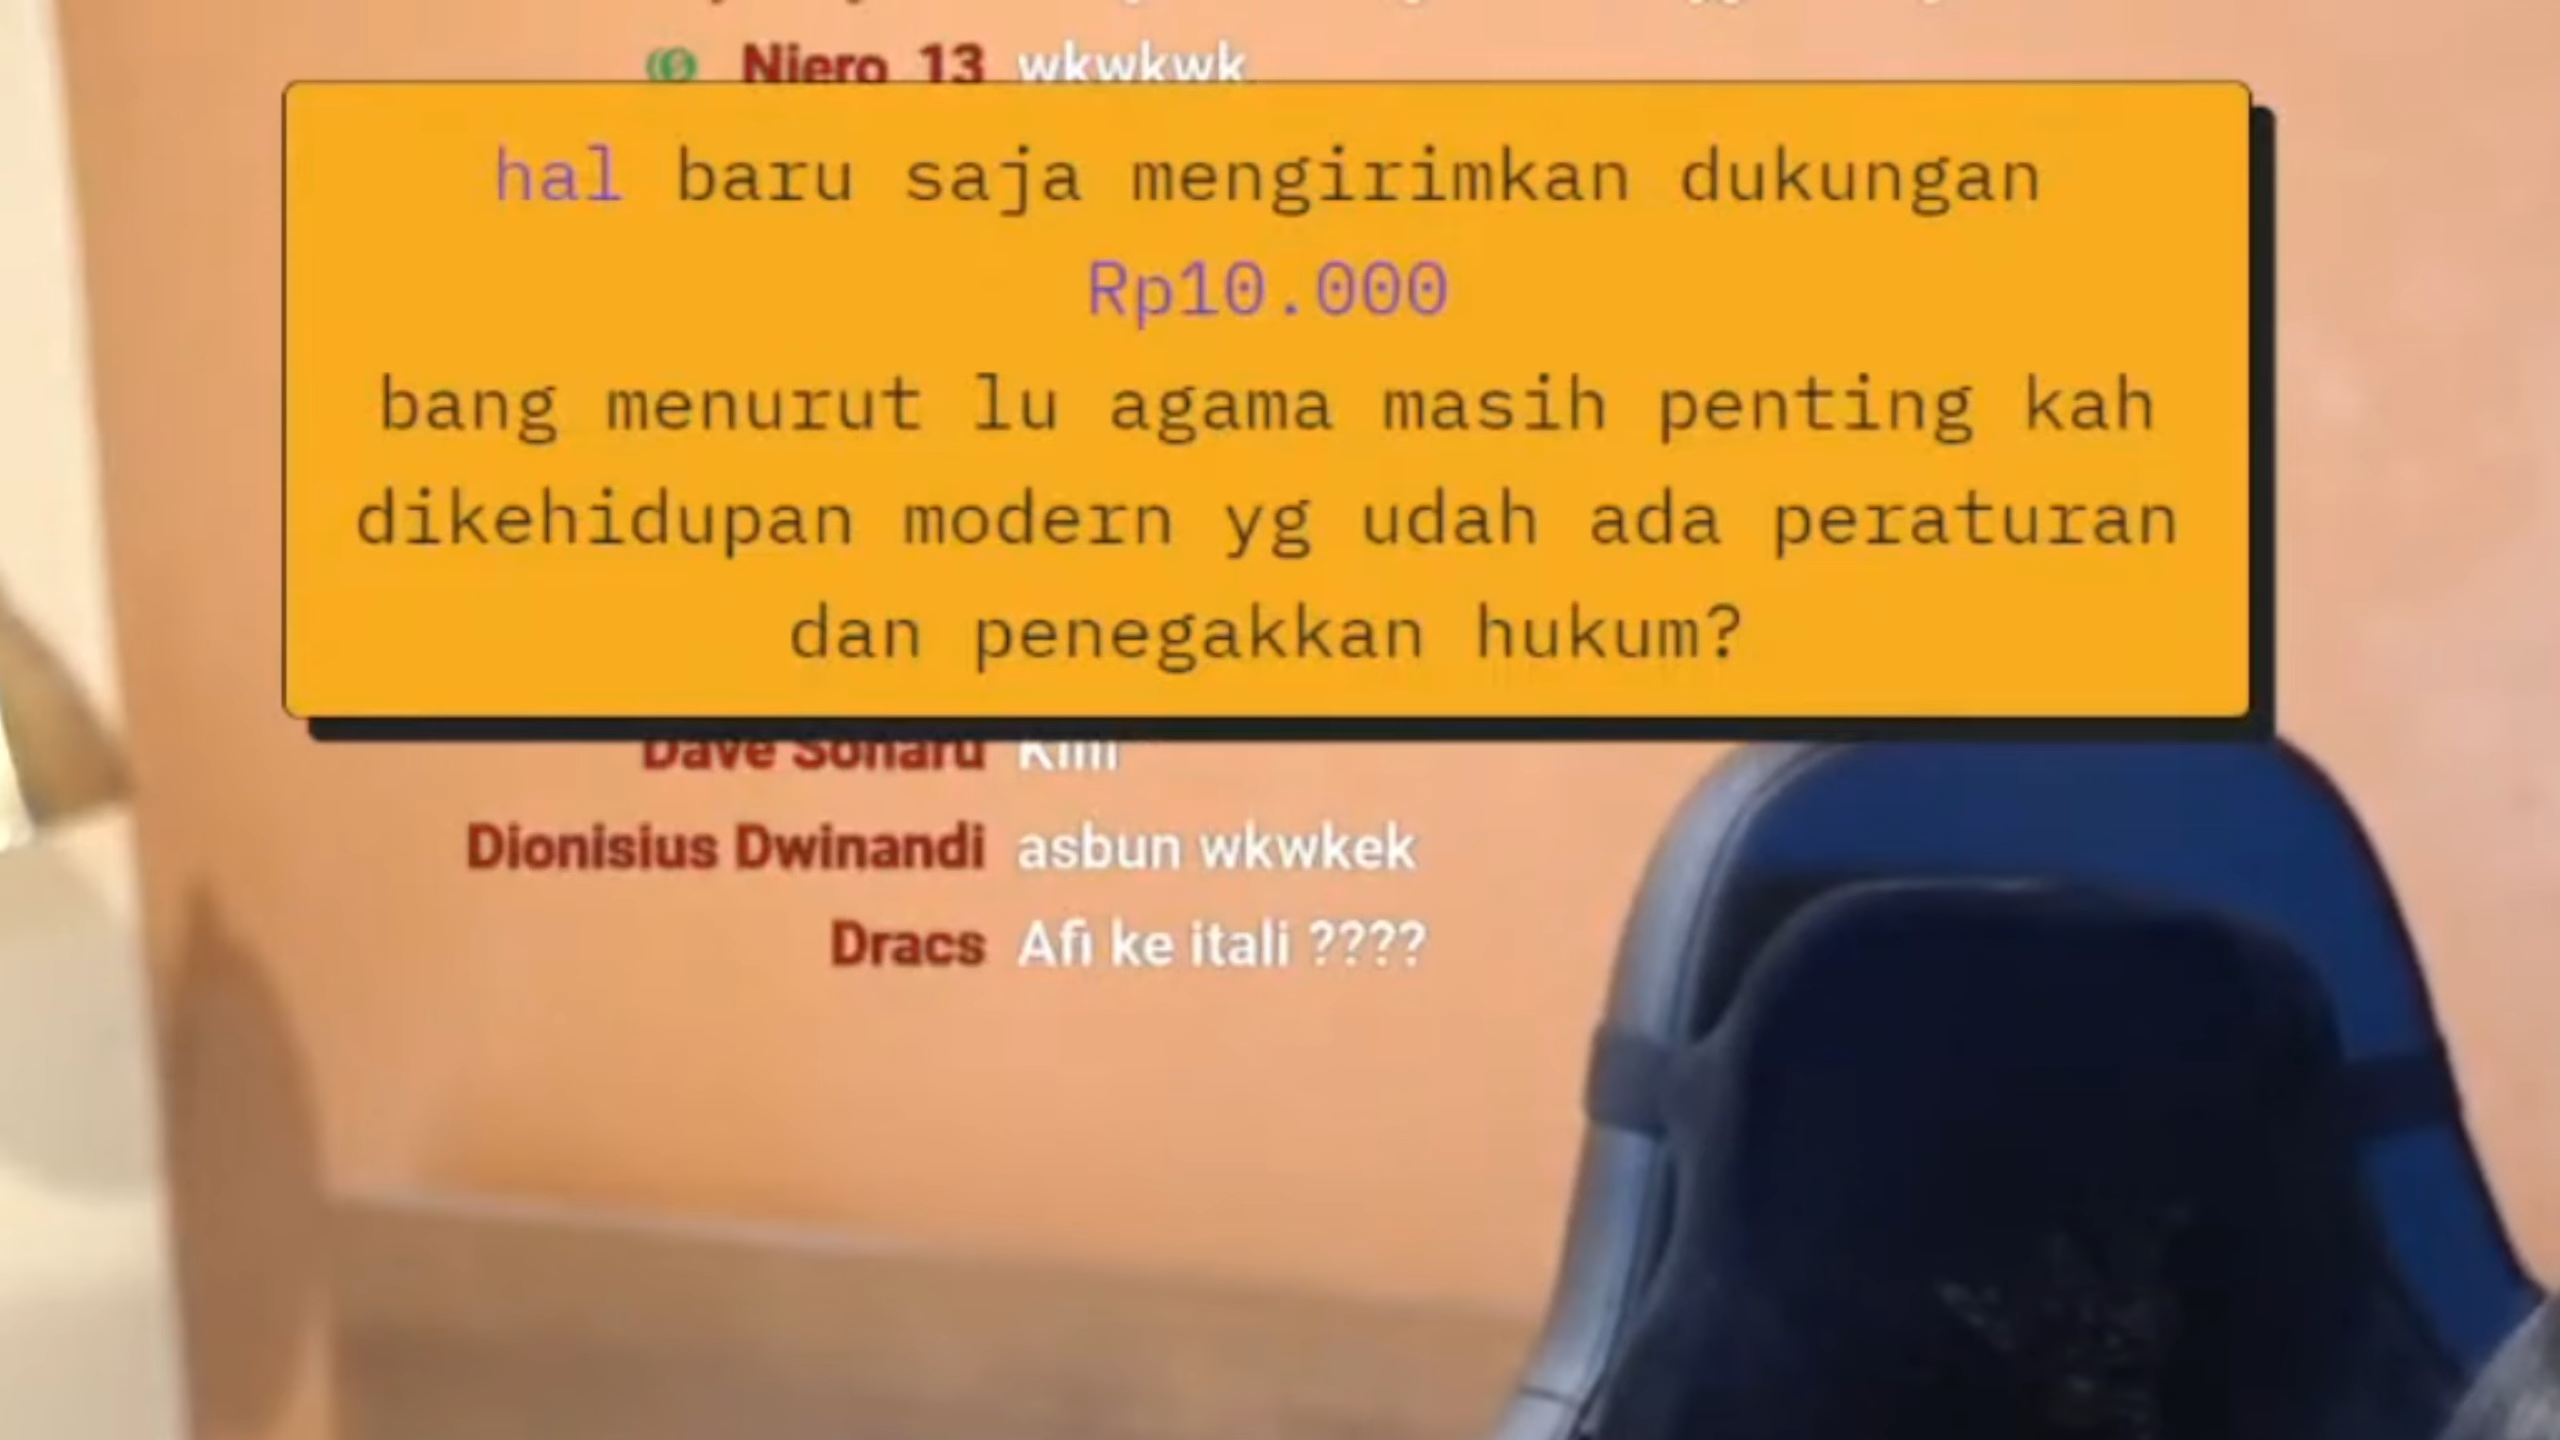 Niero_13 wkwkwk
hal baru saja mengirimkan dukungan
Rp10.000
bang menurut lu agama masih penting kah
dikehidupan modern yg udah ada peraturan
dan penegakkan hukum?
Dave
Dionisius Dwinandi asbun wkwkek
Dracs Afi ke itali ????